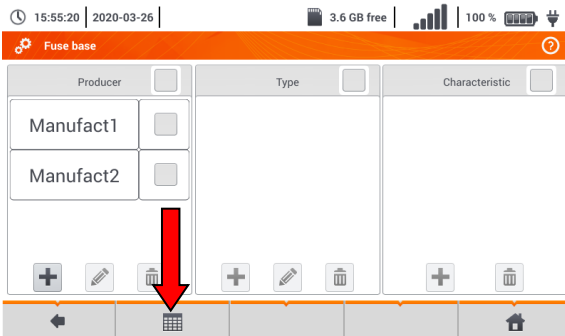 15:55:20 2020-03-26 3.6 GB free 100 %
Fuse base ?
Producer Type Characteristic
Manufact1
Manufact2